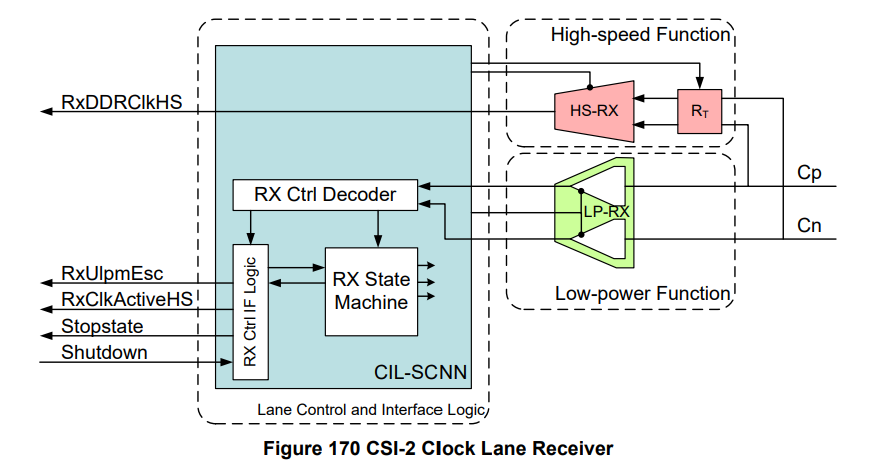 High-speed Function
RxDDRClkHS
HS-RX
RT
RX Ctrl Decoder
LP-RX
Cp
Cn
RxUlpmEsc
RxClkActiveHS
Stopstate
Shutdown
RX Ctrl IF Logic
RX State
Machine
Low-power Function
CIL-SCNN
Lane Control and Interface Logic
Figure 170 CSI-2 Clock Lane Receiver